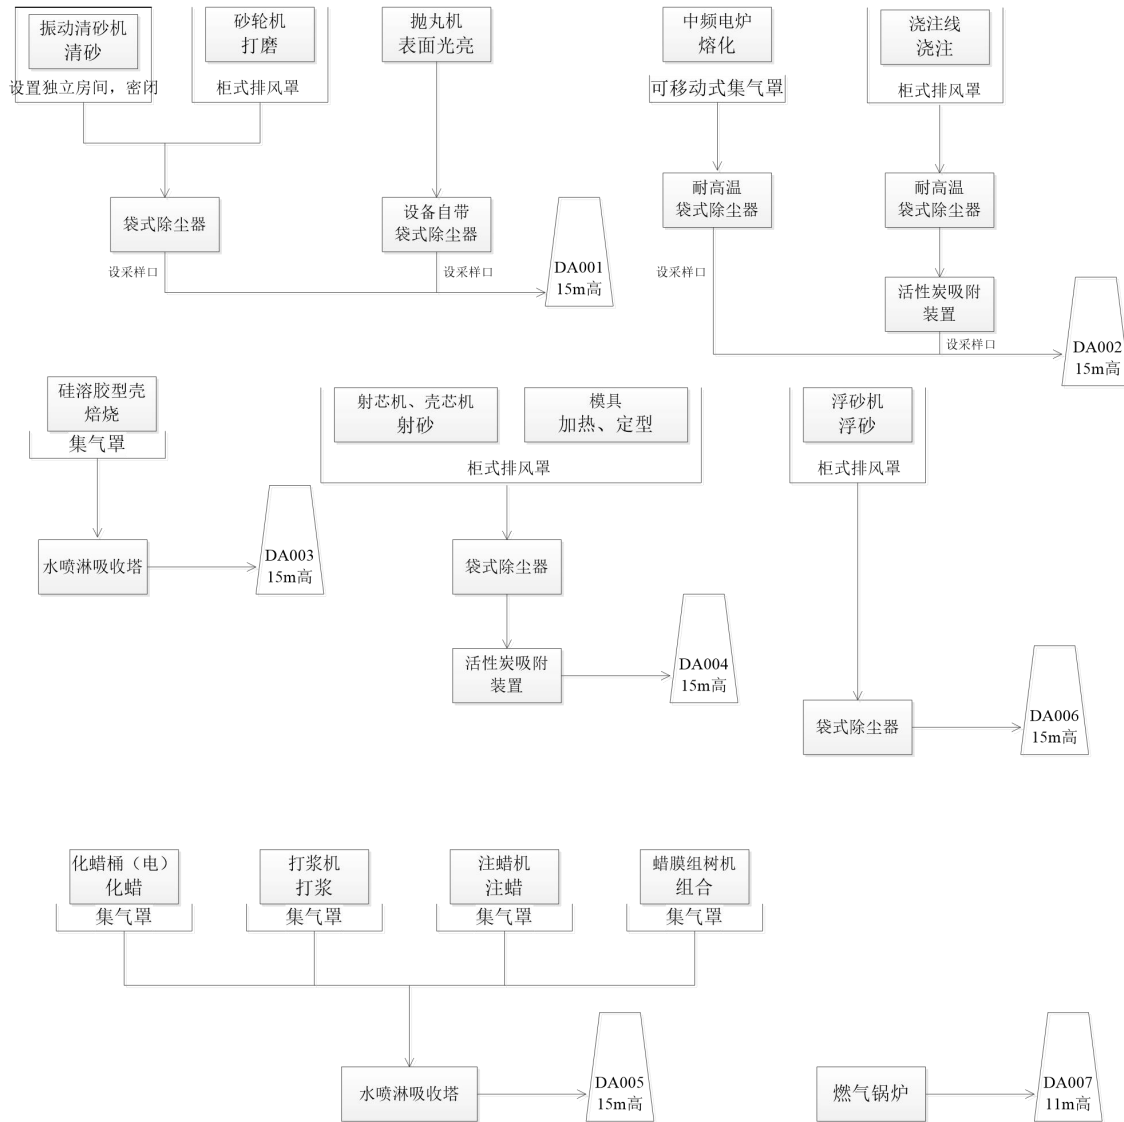 振动清砂机
清砂
设置独立房间，密闭
砂轮机
打磨
柜式排风罩
抛丸机
表面光亮
中频电炉
熔化
可移动式集气罩
浇注线
浇注
柜式排风罩
袋式除尘器
设采样口
设备自带
袋式除尘器
设采样口
DA001
15m高
耐高温
袋式除尘器
设采样口
耐高温
袋式除尘器
活性炭吸附
装置
设采样口
DA002
15m高
硅溶胶型壳
焙烧
集气罩
水喷淋吸收塔
DA003
15m高
射芯机、壳芯机
射砂
模具
加热、定型
柜式排风罩
袋式除尘器
活性炭吸附
装置
DA004
15m高
浮砂机
浮砂
柜式排风罩
袋式除尘器
DA006
15m高
化蜡桶（电）
化蜡
集气罩
打浆机
打浆
集气罩
注蜡机
注蜡
集气罩
蜡膜组树机
组合
集气罩
水喷淋吸收塔
DA005
15m高
燃气锅炉
DA007
11m高